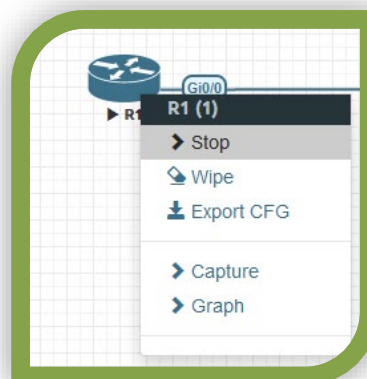 Gi0/0
R1
R1 (1)
Stop
Wipe
Export CFG
Capture
Graph